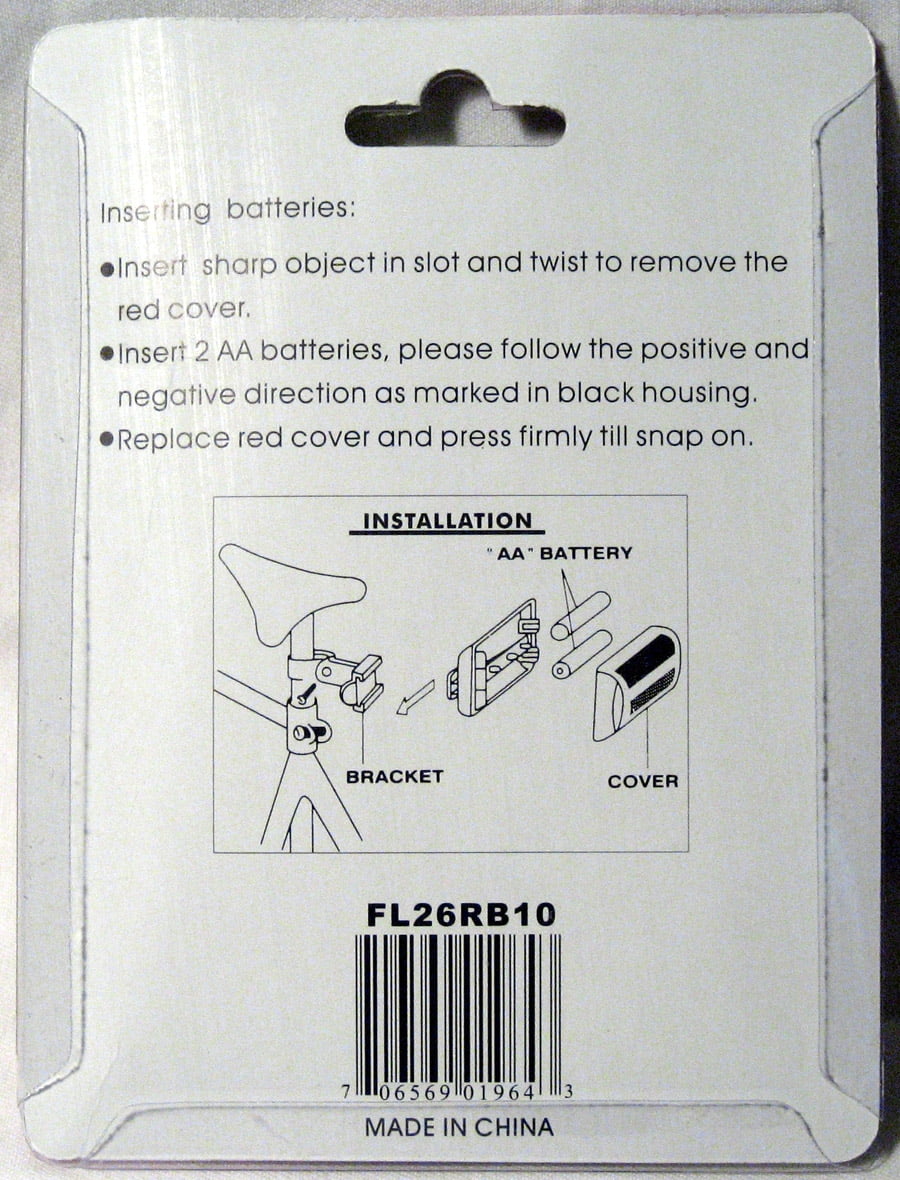 Inserting batteries:
●Insert sharp object in slot and twist to remove the
red cover.
●Insert 2 AA batteries, please follow the positive and
negative direction as marked in black housing.
●Replace red cover and press firmly till snap on.
INSTALLATION
"AA" BATTERY
BRACKET
COVER
FL26RB10
7 06569 01964 3
MADE IN CHINA